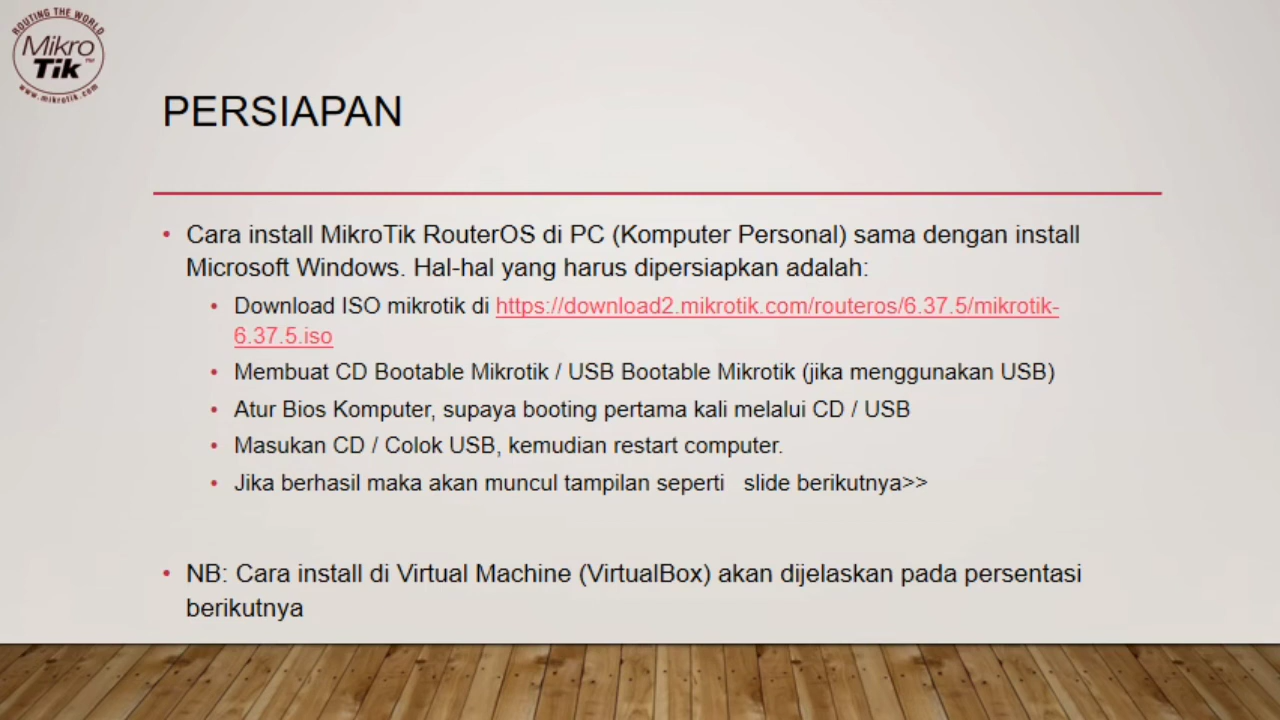 ROUTING THE WORLD
Mikro
Tik™
www.mikrotik.com
PERSIAPAN
• Cara install MikroTik RouterOS di PC (Komputer Personal) sama dengan install
Microsoft Windows. Hal-hal yang harus dipersiapkan adalah:
• Download ISO mikrotik di https://download2.mikrotik.com/routeros/6.37.5/mikrotik-
6.37.5.iso
• Membuat CD Bootable Mikrotik / USB Bootable Mikrotik (jika menggunakan USB)
• Atur Bios Komputer, supaya booting pertama kali melalui CD / USB
• Masukan CD / Colok USB, kemudian restart computer.
• Jika berhasil maka akan muncul tampilan seperti slide berikutnya>>
• NB: Cara install di Virtual Machine (VirtualBox) akan dijelaskan pada persentasi
berikutnya